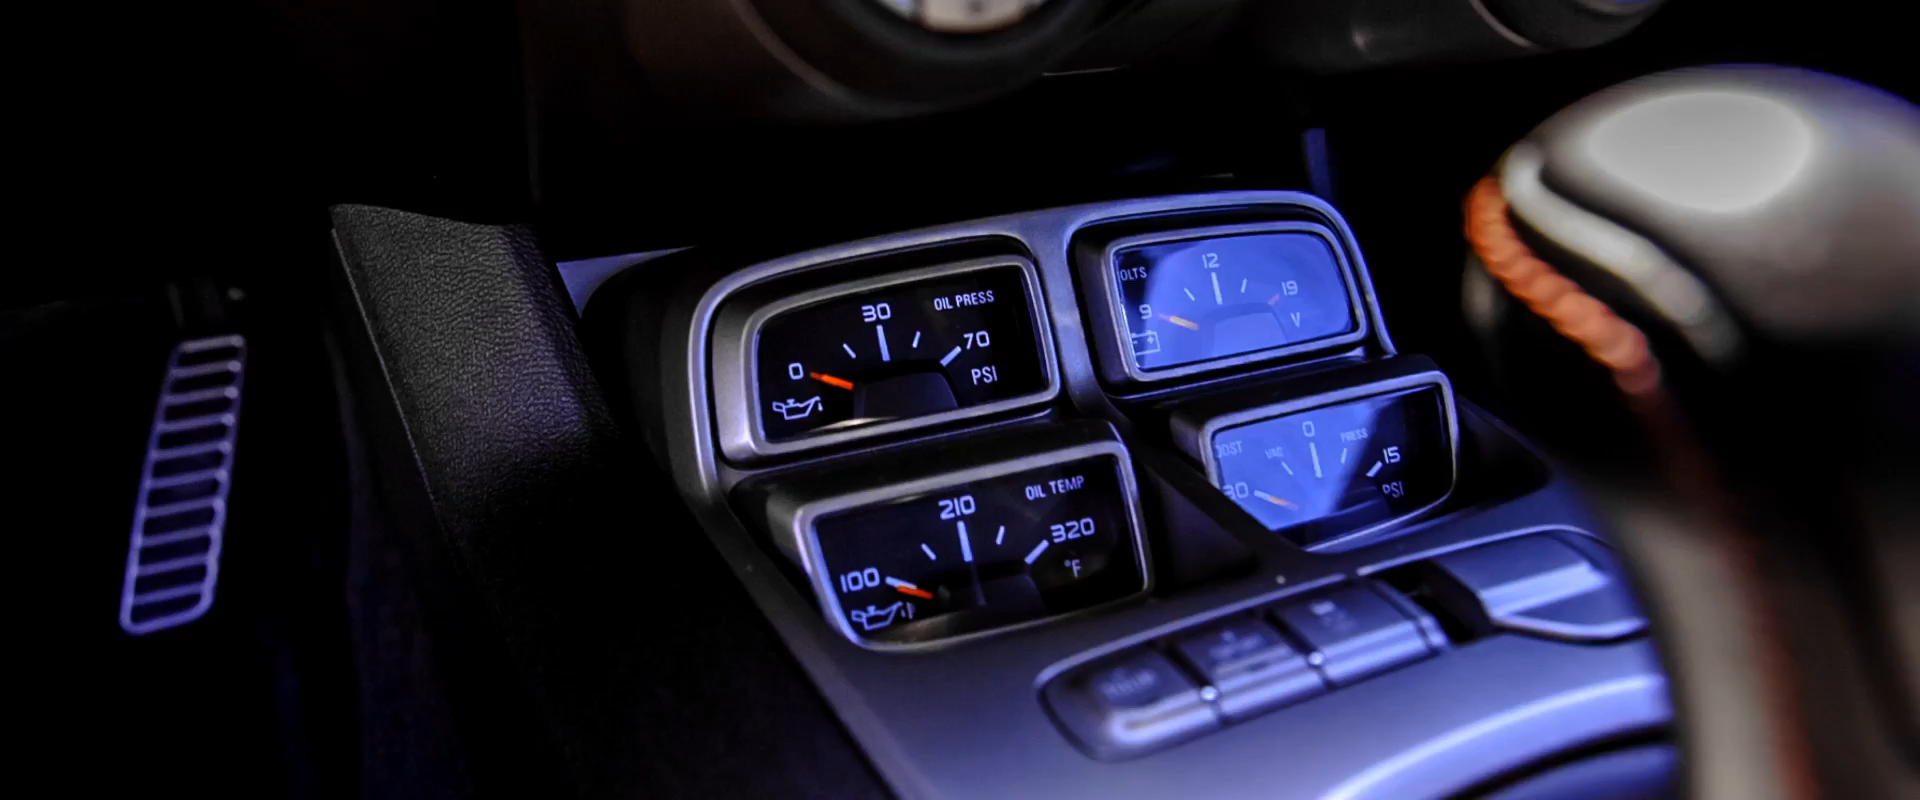 30 OIL PRESS
0 70
PSI
12
OLTS
9 19
V
210 OIL TEMP
100 320
°F
0
VAC PRESS
30 15
PSI